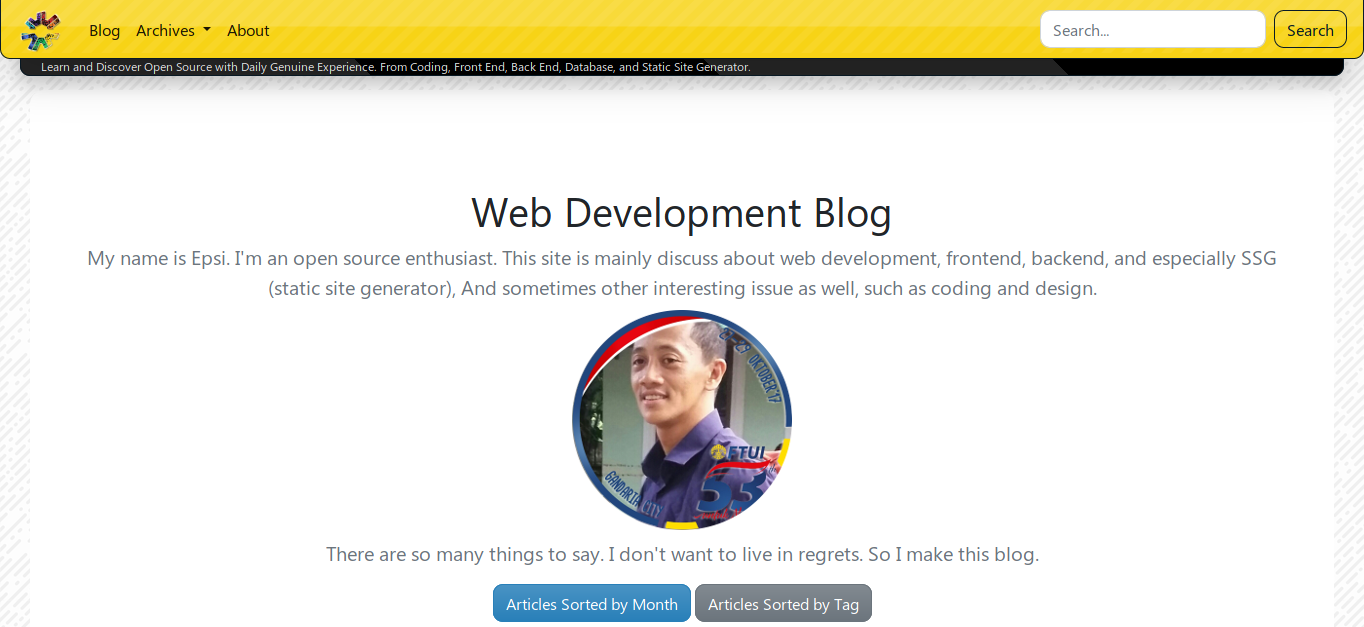 Blog Archives About Search... Search
Learn and Discover Open Source with Daily Genuine Experience. From Coding, Front End, Back End, Database, and Static Site Generator.
Web Development Blog
My name is Epsi. I'm an open source enthusiast. This site is mainly discuss about web development, frontend, backend, and especially SSG
(static site generator), And sometimes other interesting issue as well, such as coding and design.
OKTOBER'17
FTUI
53
GANDARIA CITY
There are so many things to say. I don't want to live in regrets. So I make this blog.
Articles Sorted by Month Articles Sorted by Tag